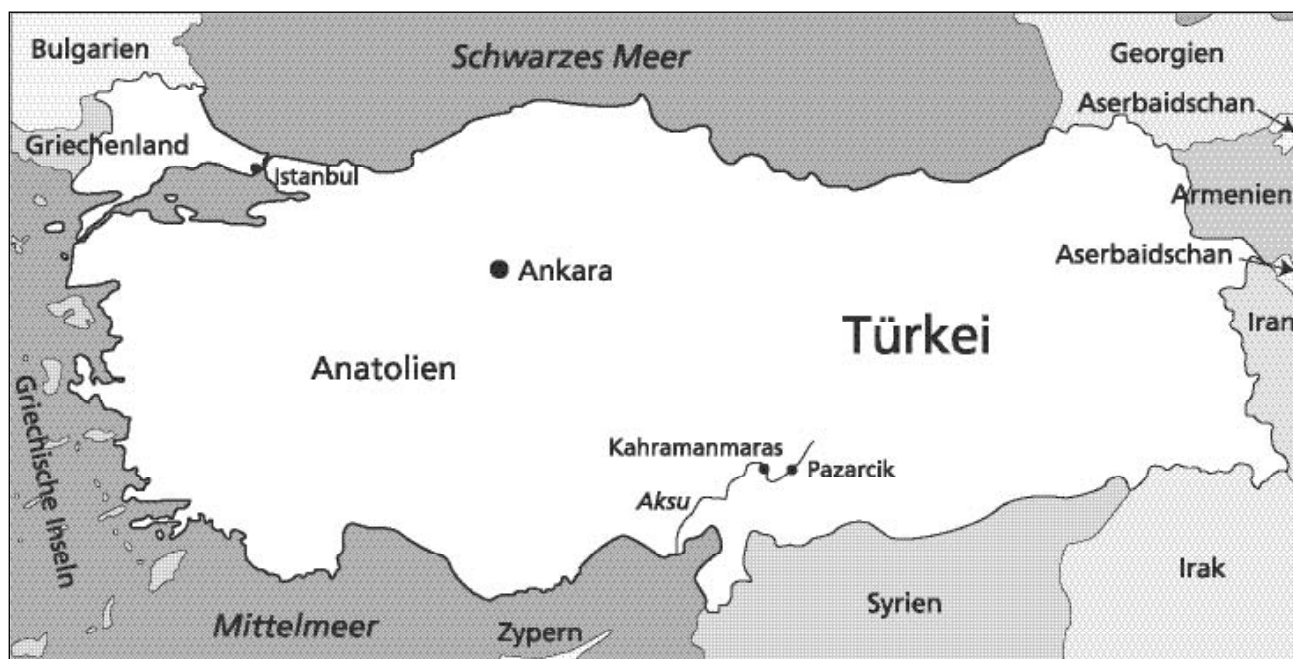 Bulgarien
Schwarzes Meer
Georgien
Aserbaidschan
Griechenland
Istanbul
Armenien
Ankara
Aserbaidschan
Türkei
Iran
Anatolien
Griechische Inseln
Kahramanmaras
Pazarcik
Aksu
Irak
Syrien
Mittelmeer
Zypern